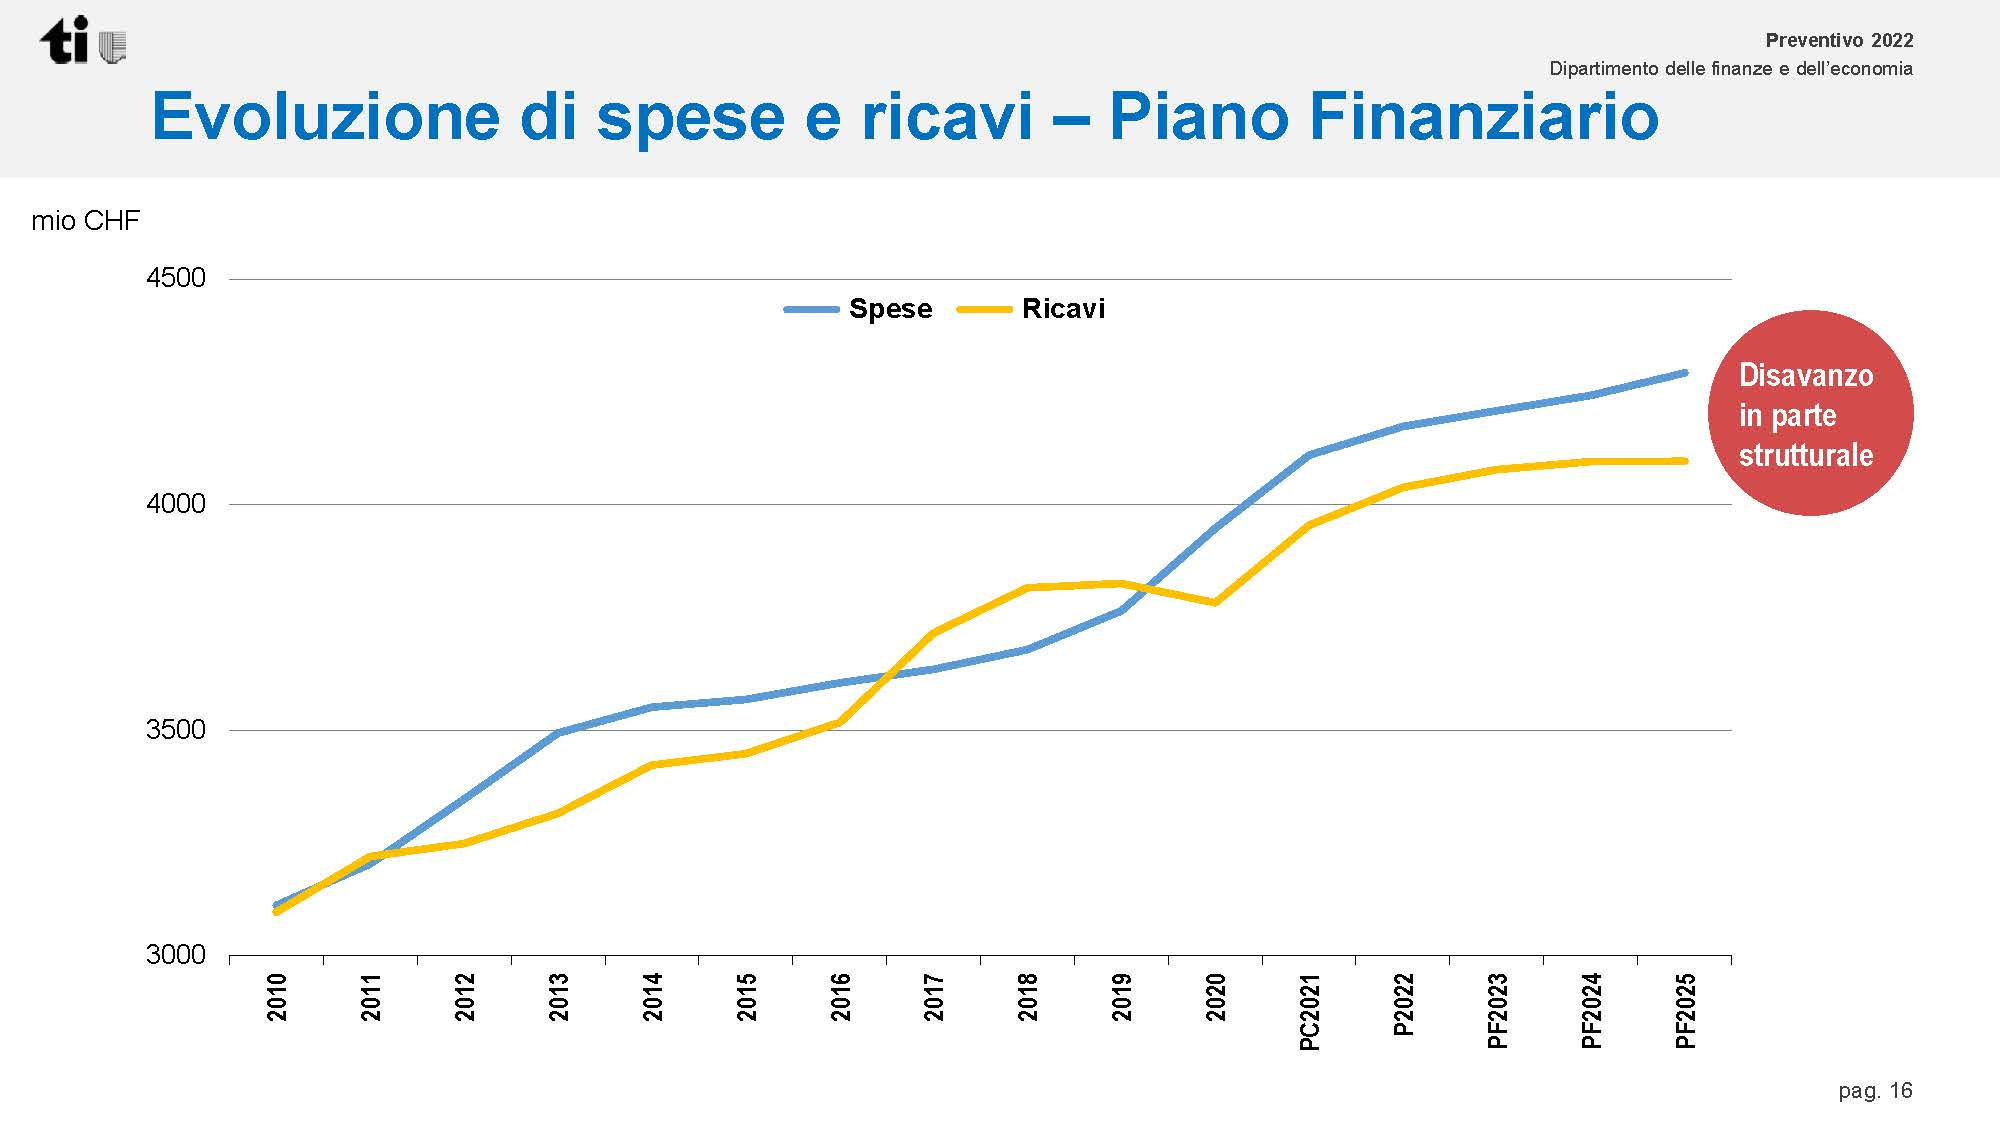 ti
Preventivo 2022
Dipartimento delle finanze e dell'economia
Evoluzione di spese e ricavi – Piano Finanziario
mio CHF
4500
Spese
Ricavi
Disavanzo
in parte
strutturale
4000
3500
3000
2010
2011
2012
2013
2014
2015
2016
2017
2018
2019
2020
PC2021
P2022
PF2023
PF2024
PF2025
pag. 16